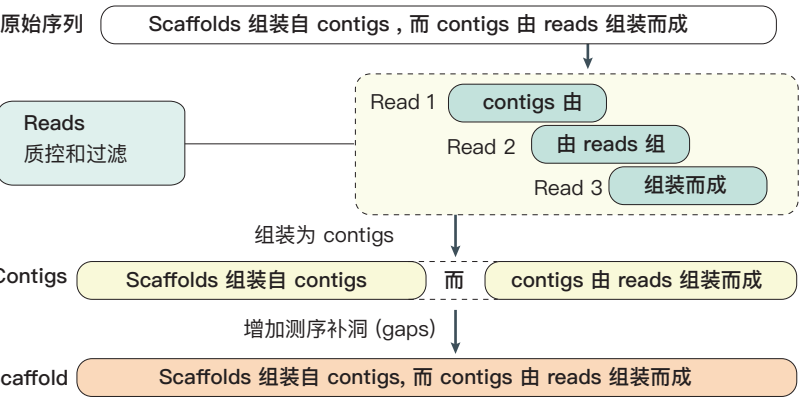 原始序列 Scaffolds 组装自 contigs , 而 contigs 由 reads 组装而成
Read 1 contigs 由
Reads
质控和过滤
Read 2 由 reads 组
Read 3 组装而成
组装为 contigs
Contigs Scaffolds 组装自 contigs 而 contigs 由 reads 组装而成
增加测序补洞 (gaps)
caffold Scaffolds 组装自 contigs, 而 contigs 由 reads 组装而成